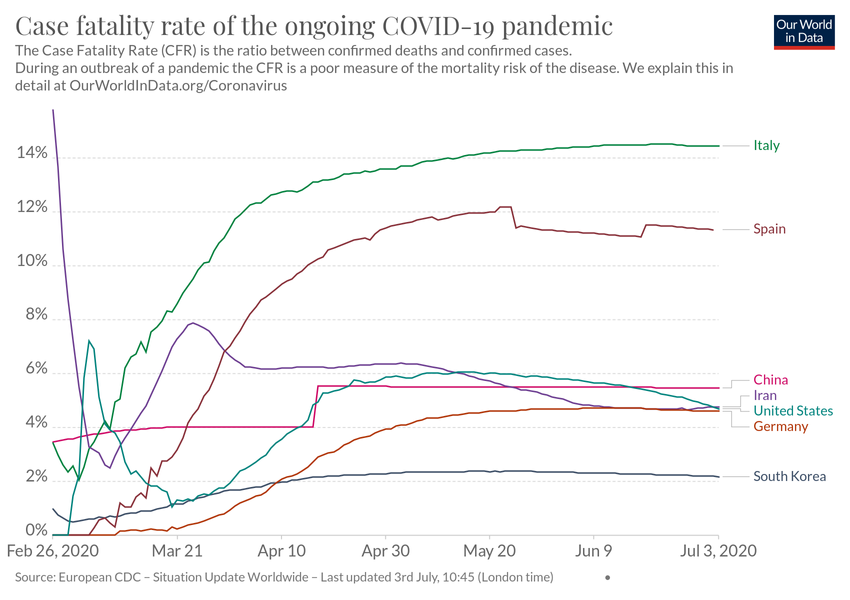 Case fatality rate of the ongoing COVID-19 pandemic
Our World
in Data
The Case Fatality Rate (CFR) is the ratio between confirmed deaths and confirmed cases.
During an outbreak of a pandemic the CFR is a poor measure of the mortality risk of the disease. We explain this in
detail at OurWorldInData.org/Coronavirus
14%
12%
10%
8%
6%
4%
2%
0%
Italy
Spain
China
Iran
United States
Germany
South Korea
Feb 26, 2020
Mar 21
Apr 10
Apr 30
May 20
Jun 9
Jul 3, 2020
Source: European CDC – Situation Update Worldwide – Last updated 3rd July, 10:45 (London time)